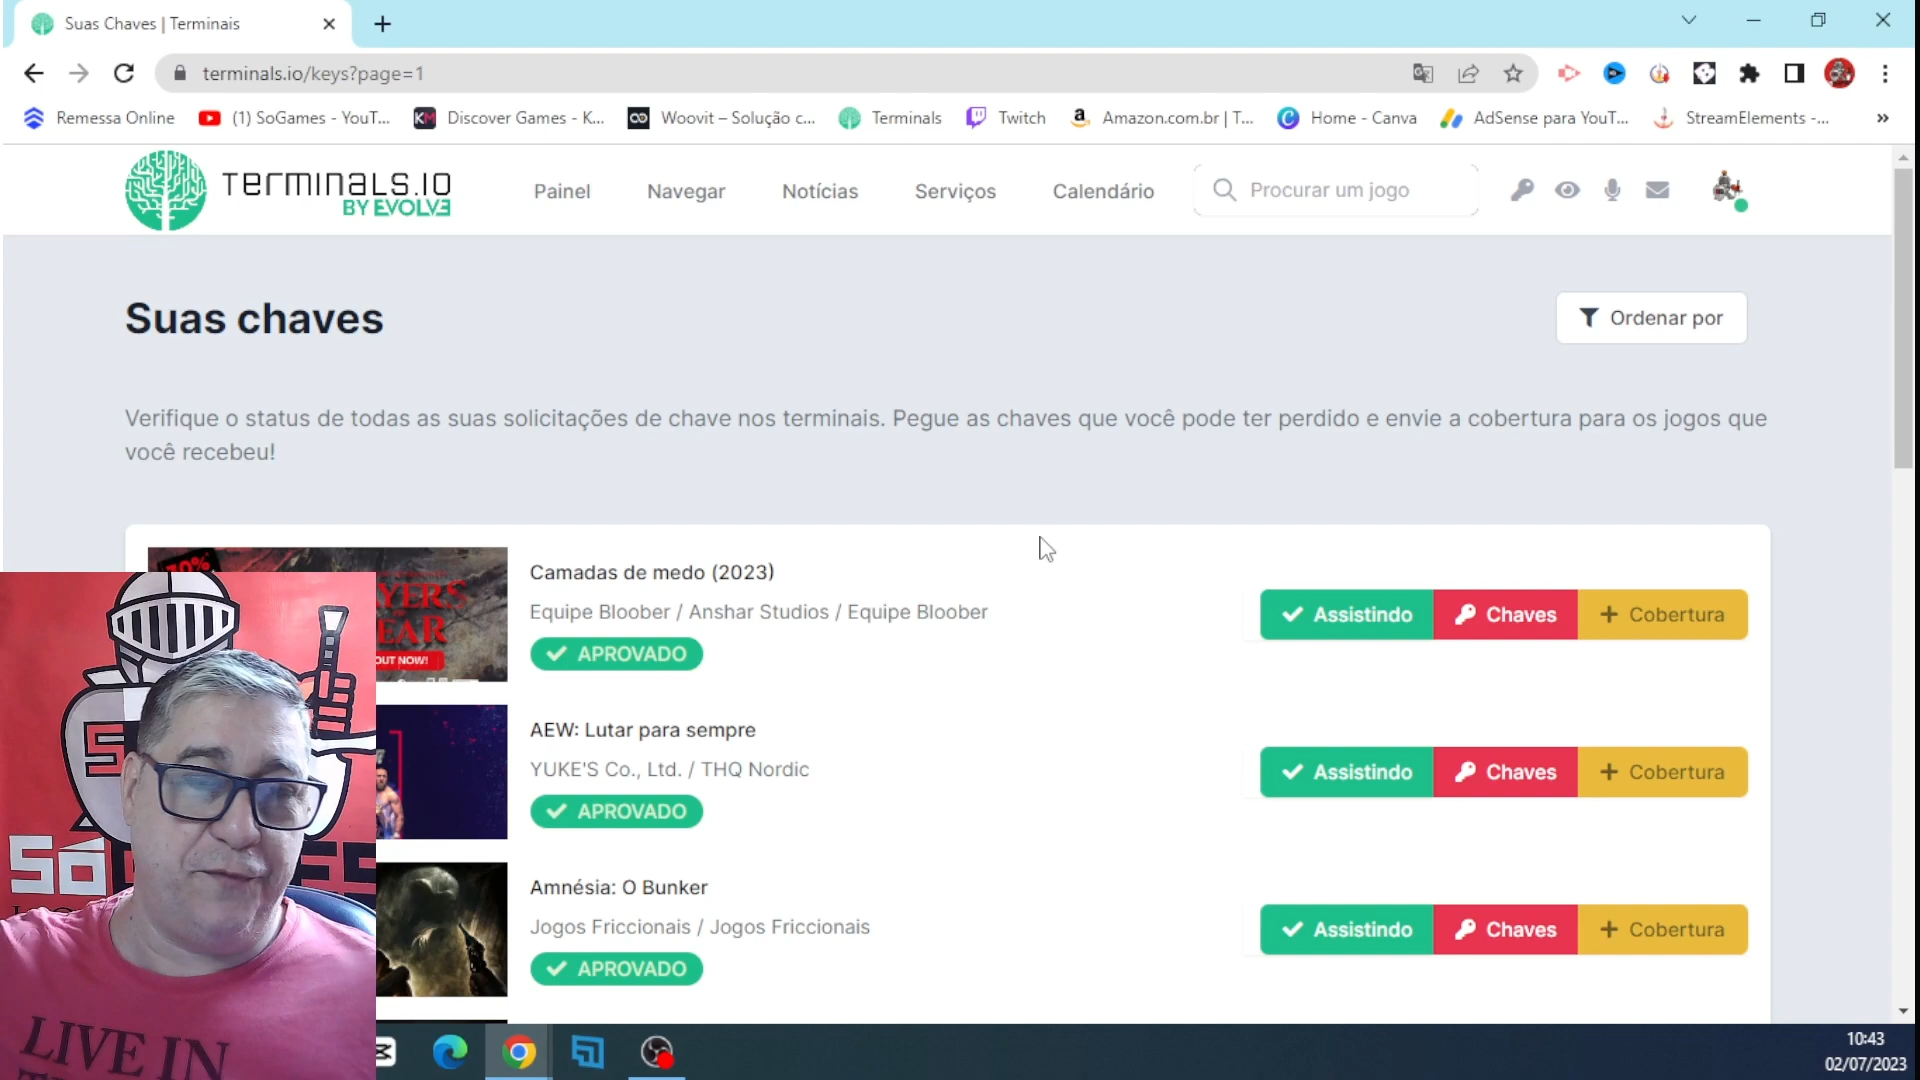 Suas Chaves | Terminais
terminals.io/keys?page=1
Remessa Online
(1) SoGames - YouT...
KM
Discover Games - K...
Woovit – Solução c...
Terminals
Twitch
Amazon.com.br | T...
Home - Canva
AdSense para YouT...
StreamElements -...
»
TERMINALS.IO
BY EVOLVE
Painel
Navegar
Notícias
Serviços
Calendário
Procurar um jogo
Suas chaves
Ordenar por
Verifique o status de todas as suas solicitações de chave nos terminais. Pegue as chaves que você pode ter perdido e envie a cobertura para os jogos que
você recebeu!
Camadas de medo (2023)
Equipe Bloober / Anshar Studios / Equipe Bloober
APROVADO
Assistindo
Chaves
Cobertura
AEW: Lutar para sempre
YUKE'S Co., Ltd. / THQ Nordic
APROVADO
Assistindo
Chaves
Cobertura
Amnésia: O Bunker
Jogos Friccionais / Jogos Friccionais
APROVADO
Assistindo
Chaves
Cobertura
SÓ
LIVE IN
10:43
02/07/2023